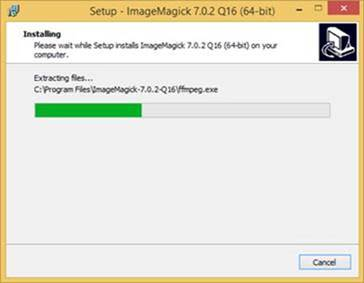 Setup - ImageMagick 7.0.2 Q16 (64-bit)
Installing
Please wait while Setup installs ImageMagick 7.0.2 Q16 (64-bit) on your
computer.
Extracting files...
C:\Program Files\ImageMagick-7.0.2-Q16\ffmpeg.exe
Cancel